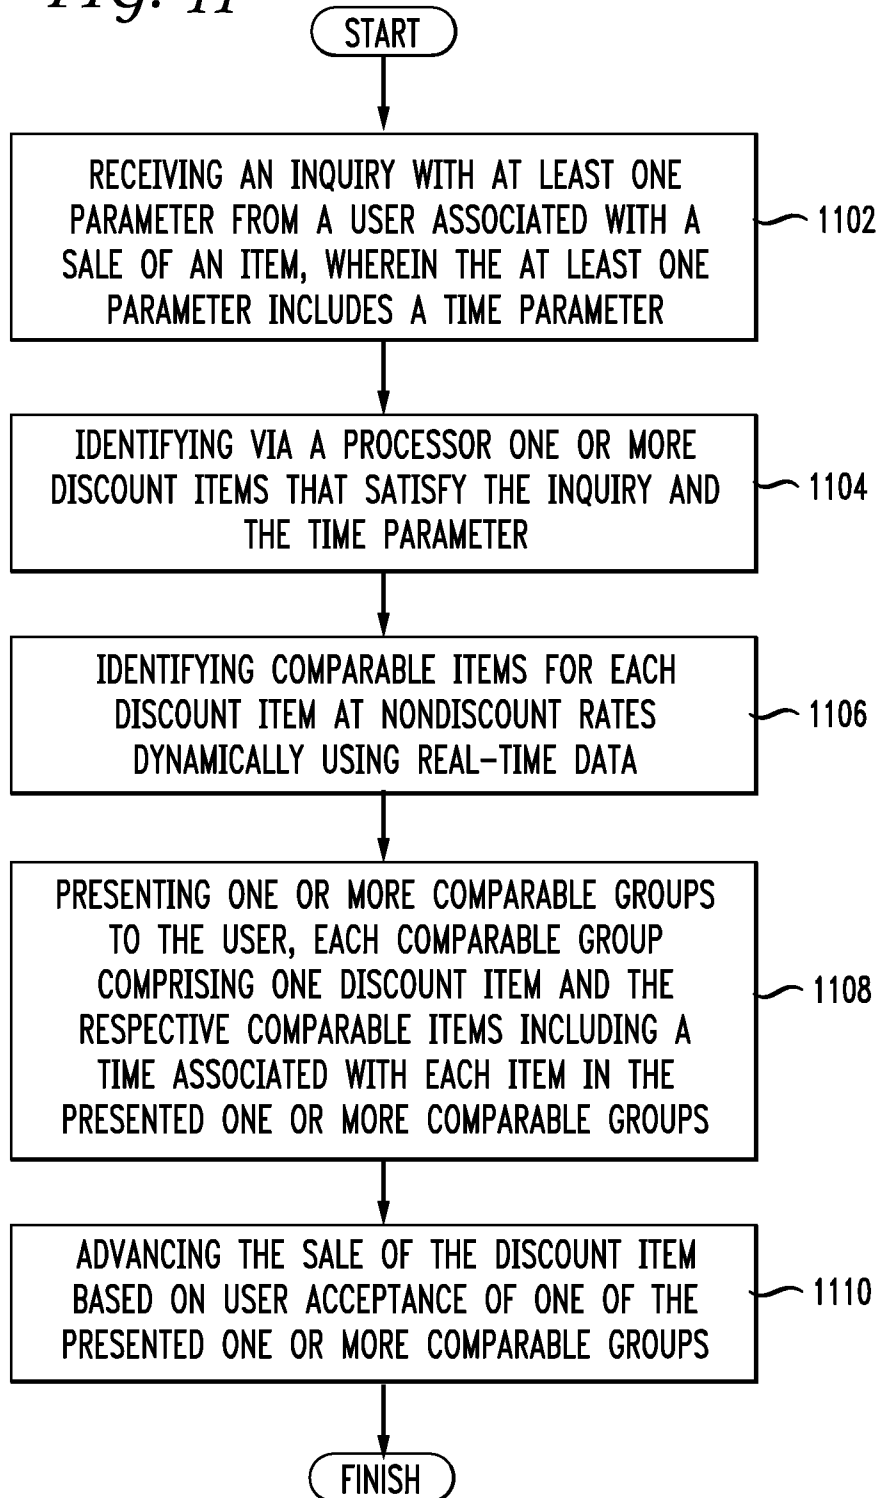 Fig. 11
START
RECEIVING AN INQUIRY WITH AT LEAST ONE
PARAMETER FROM A USER ASSOCIATED WITH A
SALE OF AN ITEM, WHEREIN THE AT LEAST ONE
PARAMETER INCLUDES A TIME PARAMETER
1102
IDENTIFYING VIA A PROCESSOR ONE OR MORE
DISCOUNT ITEMS THAT SATISFY THE INQUIRY AND
THE TIME PARAMETER
1104
IDENTIFYING COMPARABLE ITEMS FOR EACH
DISCOUNT ITEM AT NONDISCOUNT RATES
DYNAMICALLY USING REAL-TIME DATA
1106
PRESENTING ONE OR MORE COMPARABLE GROUPS
TO THE USER, EACH COMPARABLE GROUP
COMPRISING ONE DISCOUNT ITEM AND THE
RESPECTIVE COMPARABLE ITEMS INCLUDING A
TIME ASSOCIATED WITH EACH ITEM IN THE
PRESENTED ONE OR MORE COMPARABLE GROUPS
1108
ADVANCING THE SALE OF THE DISCOUNT ITEM
BASED ON USER ACCEPTANCE OF ONE OF THE
PRESENTED ONE OR MORE COMPARABLE GROUPS
1110
FINISH